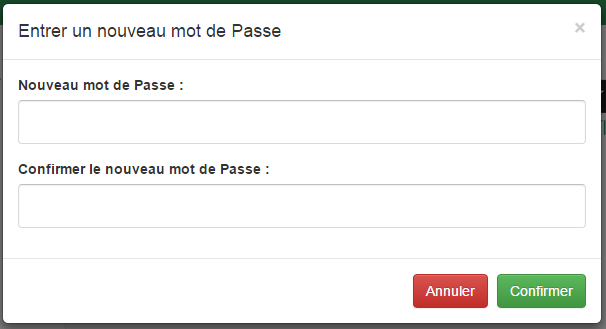 Entrer un nouveau mot de Passe
×
Nouveau mot de Passe :
Confirmer le nouveau mot de Passe :
Annuler
Confirmer